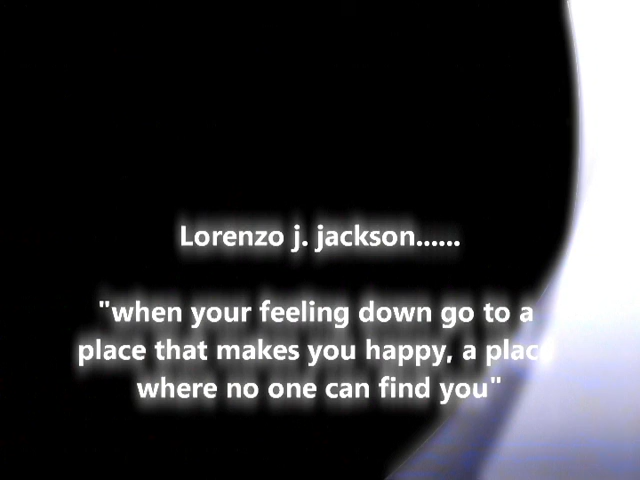 Lorenzo j. jackson......
"when your feeling down go to a
place that makes you happy, a place
where no one can find you"